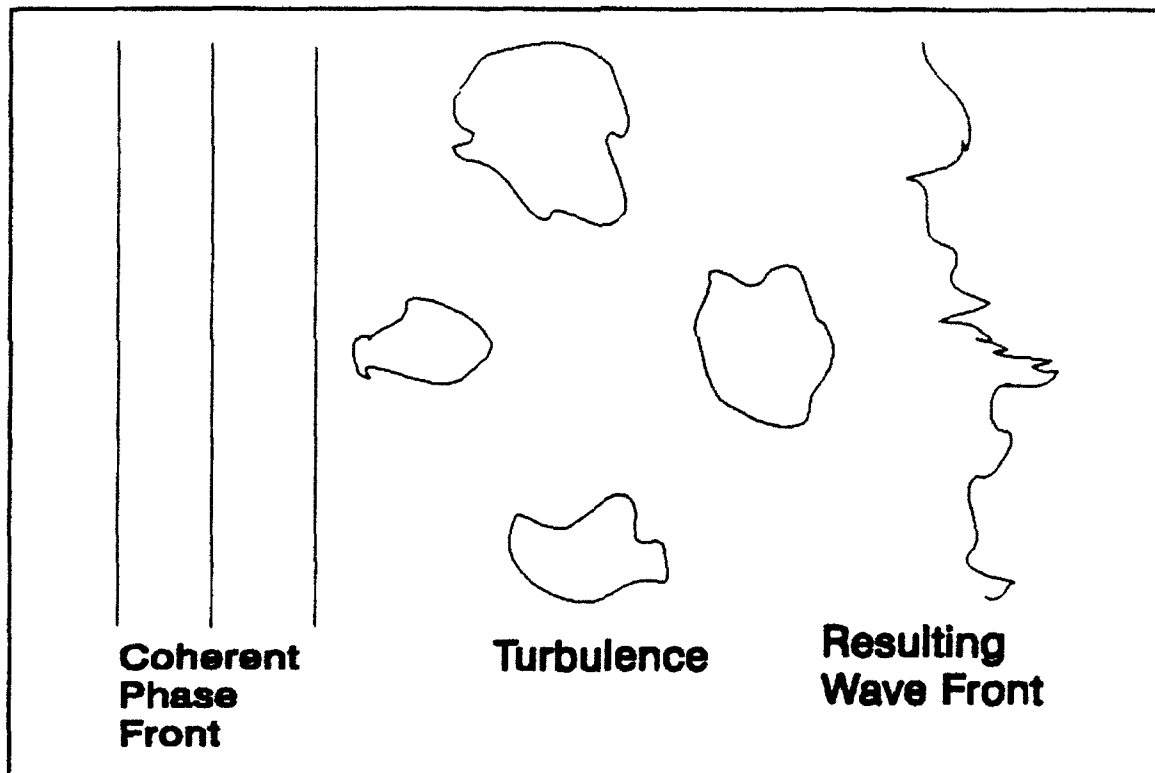 Coherent
Phase
Front
Turbulence
Resulting
Wave Front